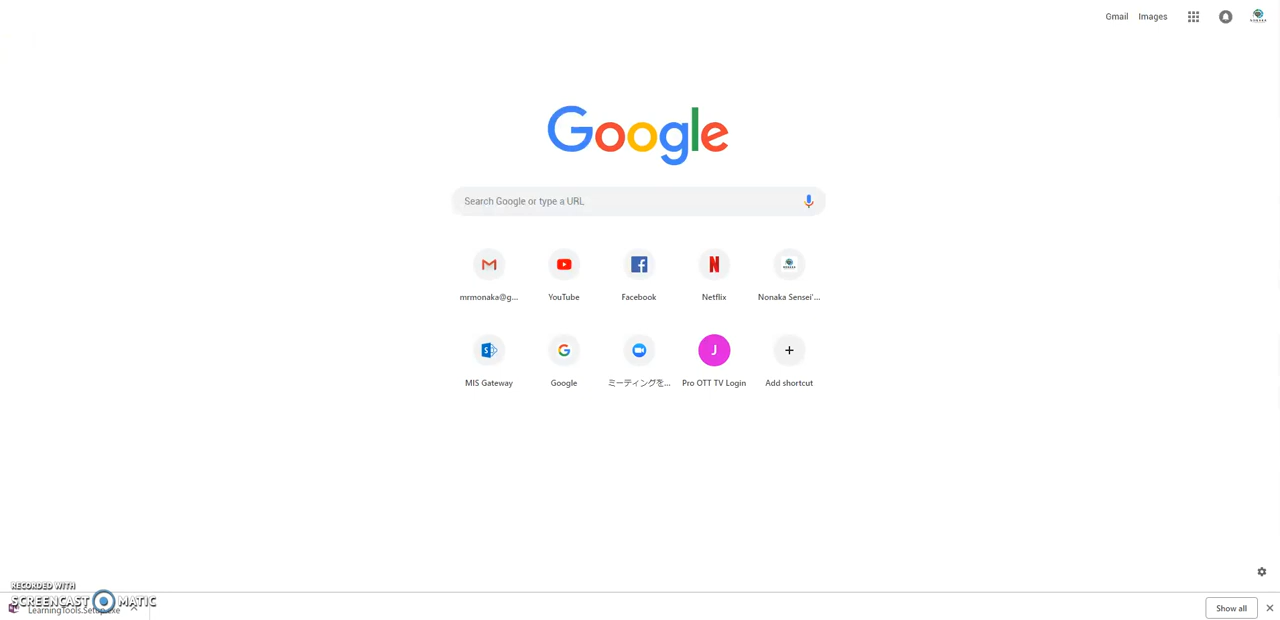 Gmail Images
Google
Search Google or type a URL
mrmonaka@g... YouTube Facebook Netflix Nonaka Sensei'...
J
MIS Gateway Google ミーティングを... Pro OTT TV Login Add shortcut
RECORDED WITH
SCREENCAST MATIC
LearningTools.Setup.exe
Show all